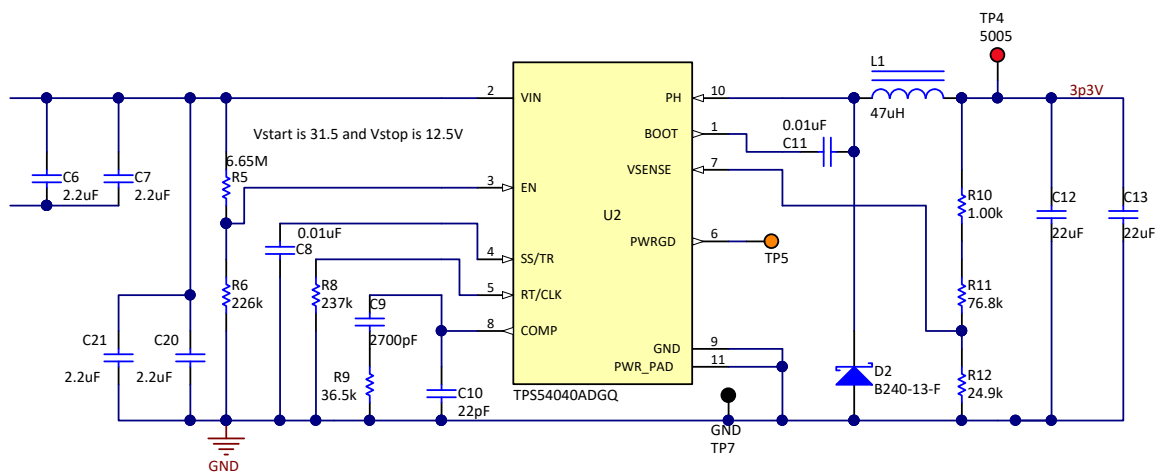 TP4
5005
L1
2
VIN
PH
10
3p3V
47uH
Vstart is 31.5 and Vstop is 12.5V
BOOT
1
0.01uF
C11
6.65M
R5
VSENSE
7
C6
2.2uF
C7
2.2uF
3
EN
R10
1.00k
C12
22uF
C13
22uF
U2
0.01uF
C8
PWRGD
6
TP5
4
SS/TR
R6
226k
R8
237k
5
RT/CLK
R11
76.8k
C9
2700pF
8
COMP
C21
2.2uF
C20
2.2uF
GND
9
PWR_PAD
11
R9
36.5k
C10
22pF
D2
B240-13-F
R12
24.9k
TPS54040ADGQ
GND
TP7
GND